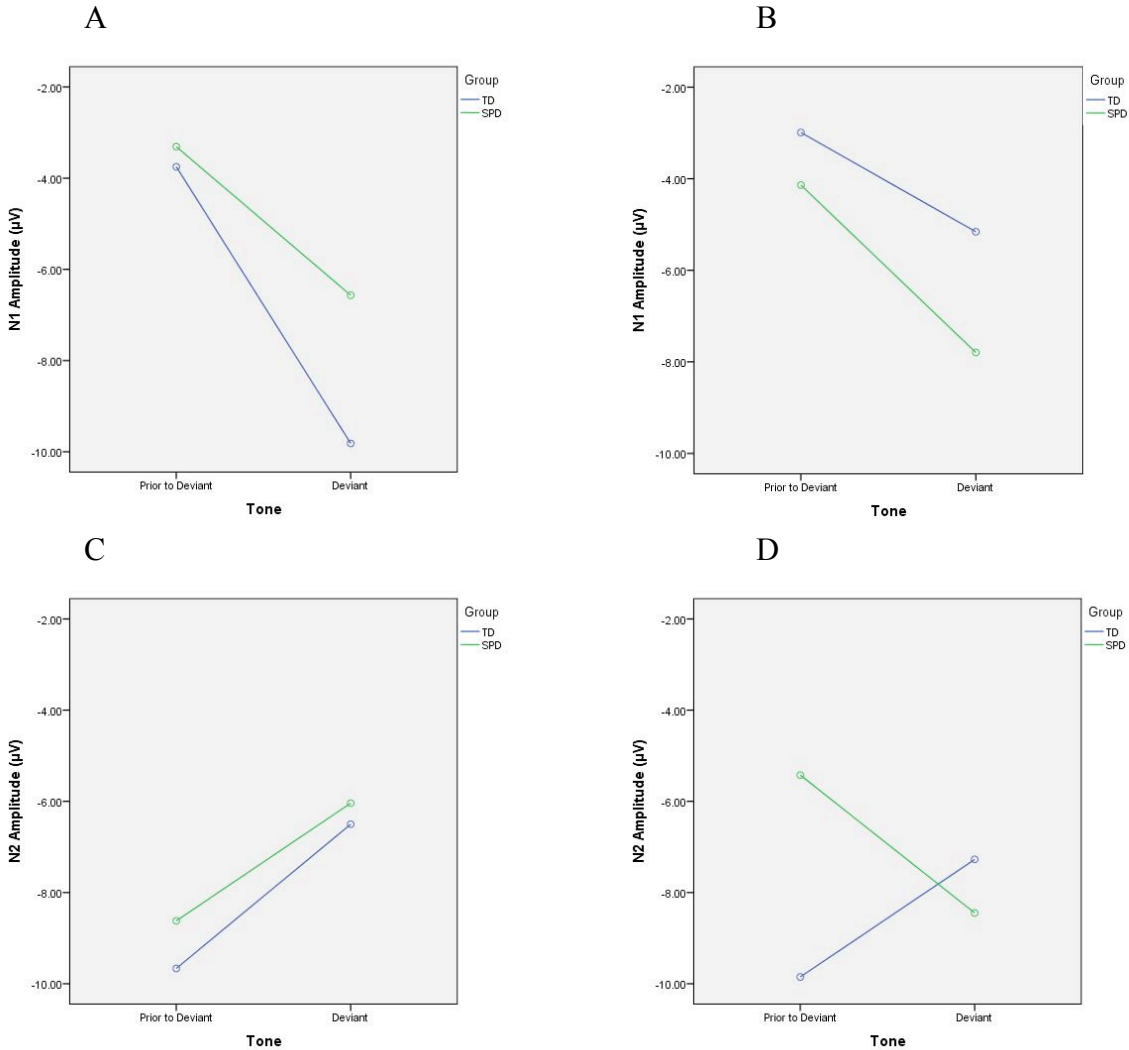 A
B
Group
TD
SPD
-2.00
-4.00
-6.00
-8.00
-10.00
N1 Amplitude (µV)
Prior to Deviant
Deviant
Tone
Group
TD
SPD
-2.00
-4.00
-6.00
-8.00
-10.00
N1 Amplitude (µV)
Prior to Deviant
Deviant
Tone
C
D
Group
TD
SPD
-2.00
-4.00
-6.00
-8.00
-10.00
N2 Amplitude (µV)
Prior to Deviant
Deviant
Tone
Group
TD
SPD
-2.00
-4.00
-6.00
-8.00
-10.00
N2 Amplitude (µV)
Prior to Deviant
Deviant
Tone